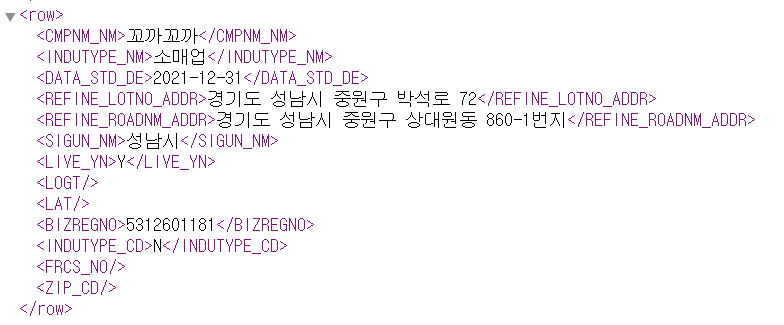 <row>
<CMPNM_NM>꼬까꼬까</CMPNM_NM>
<INDUTYPE_NM>소매업</INDUTYPE_NM>
<DATA_STD_DE>2021-12-31</DATA_STD_DE>
<REFINE_LOTNO_ADDR>경기도 성남시 중원구 박석로 72</REFINE_LOTNO_ADDR>
<REFINE_ROADNM_ADDR>경기도 성남시 중원구 상대원동 860-1번지</REFINE_ROADNM_ADDR>
<SIGUN_NM>성남시</SIGUN_NM>
<LIVE_YN>Y</LIVE_YN>
<LOGT/>
<LAT/>
<BIZREGNO>5312601181</BIZREGNO>
<INDUTYPE_CD>N</INDUTYPE_CD>
<FRCS_NO/>
<ZIP_CD/>
</row>